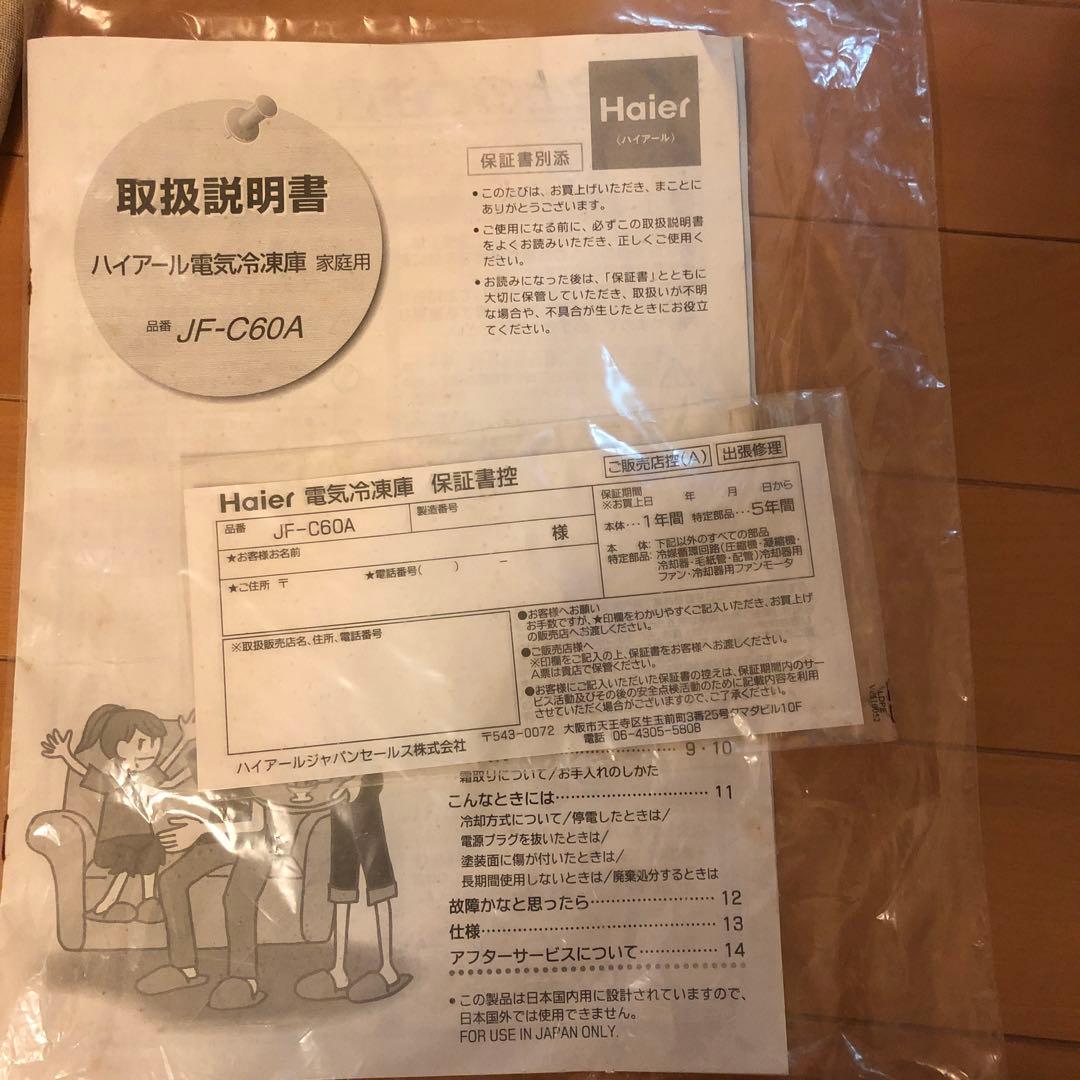 Haier
(ハイアール)
保証書別添
取扱説明書
ハイアール電気冷凍庫 家庭用
品番 JF-C60A
•このたびは、お買上げいただき、まことに
ありがとうございます。
•ご使用になる前に、必ずこの取扱説明書
をよくお読みいただき、正しくご使用く
ださい。
•お読みになった後は、「保証書」とともに
大切に保管していただき、取扱いが不明
な場合や、不具合が生じたときにお役立
てください。
Haier 電気冷凍庫 保証書控
ご販売店控(A) 出張修理
品番 JF-C60A
製造番号
★お客様お名前 様
★ご住所 〒 ★電話番号( ) －
保証期間
※お買上日 年 月 日から
本体…1年間 特定部品…5年間
本 体:下記以外のすべての部品
特定部品:冷媒循環回路(圧縮機・凝縮機・
冷却器・毛細管・配管)冷却器用
ファン・冷却器用ファンモータ
※取扱販売店名、住所、電話番号
●お客様へお願い
お手数ですが、★印欄をわかりやすくご記入いただき、お買上げ
の販売店へお渡しください。
●ご販売店様へ
※印欄をご記入の上、保証書をお客様へお渡しください。
A票は貴店で保管ください。
●お客様にご記入いただいた保証書の控えは、保証期間内のサー
ビス活動及びその後の安全点検活動のために記載内容を利用
させていただく場合がございますので、ご了承ください。
ハイアールジャパンセールス株式会社
〒543-0072 大阪市天王寺区生玉前町3番25号クマダビル10F
電話 06-4305-5808
9・10
霜取りについて/お手入れのしかた
こんなときには 11
冷却方式について/停電したときは/
電源プラグを抜いたときは/
塗装面に傷が付いたときは/
長期間使用しないときは/廃棄処分するときは
故障かなと思ったら 12
仕様 13
アフターサービスについて 14
•この製品は日本国内用に設計されていますので、
日本国外では使用できません。
FOR USE IN JAPAN ONLY.